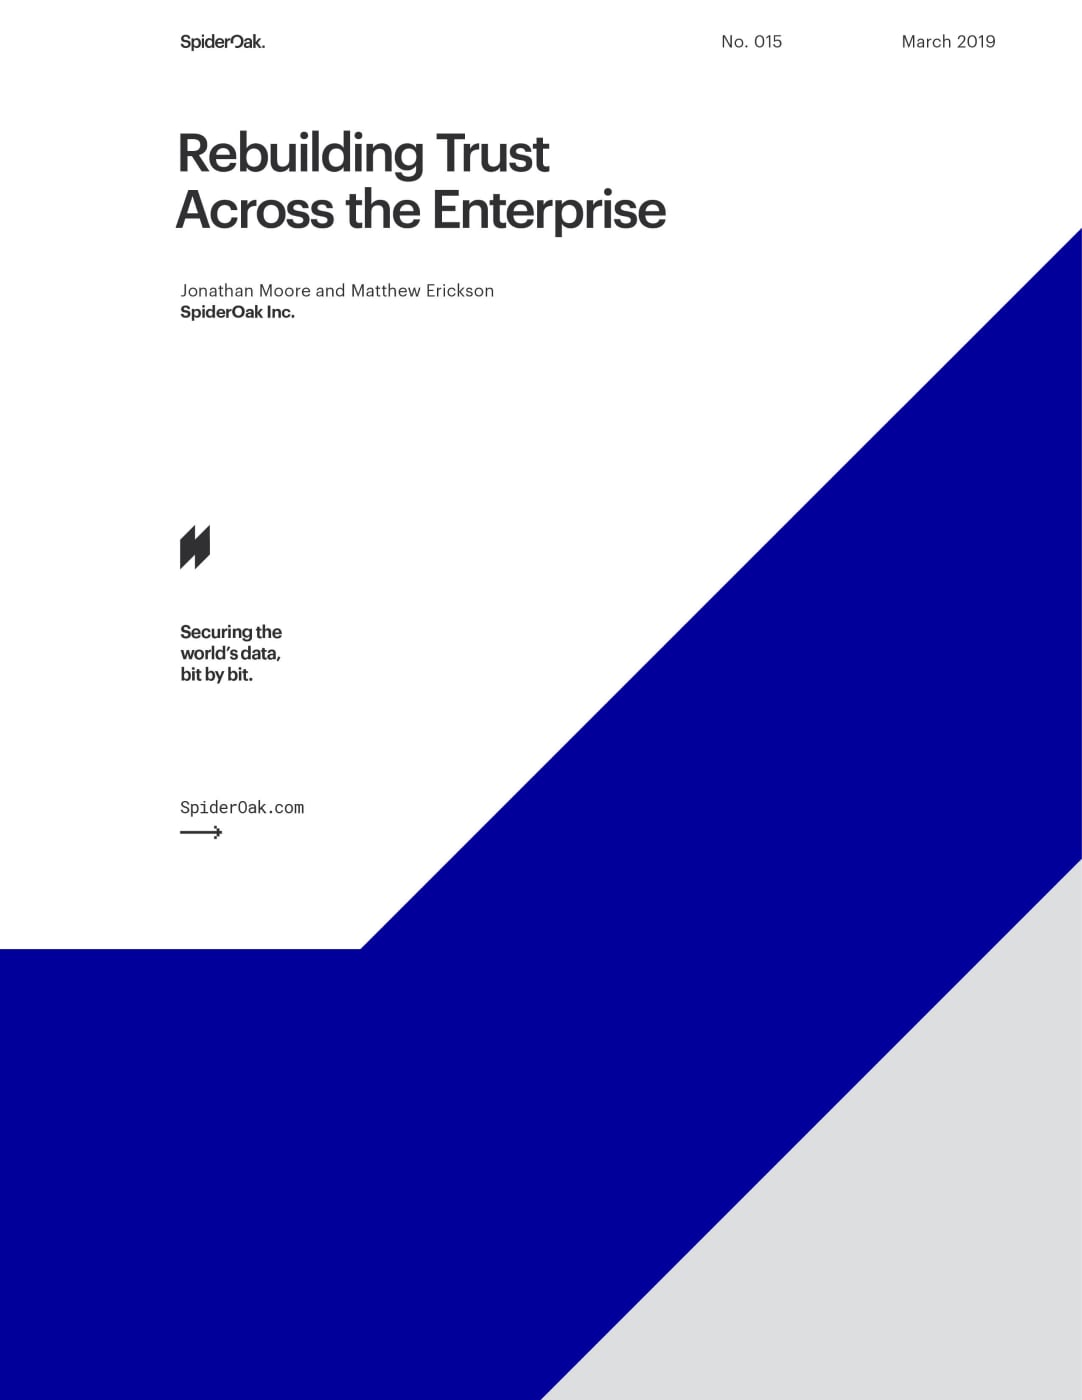 SpiderOak.
No. 015
March 2019
Rebuilding Trust
Across the Enterprise
Jonathan Moore and Matthew Erickson
SpiderOak Inc.
Securing the
world's data,
bit by bit.
SpiderOak.com